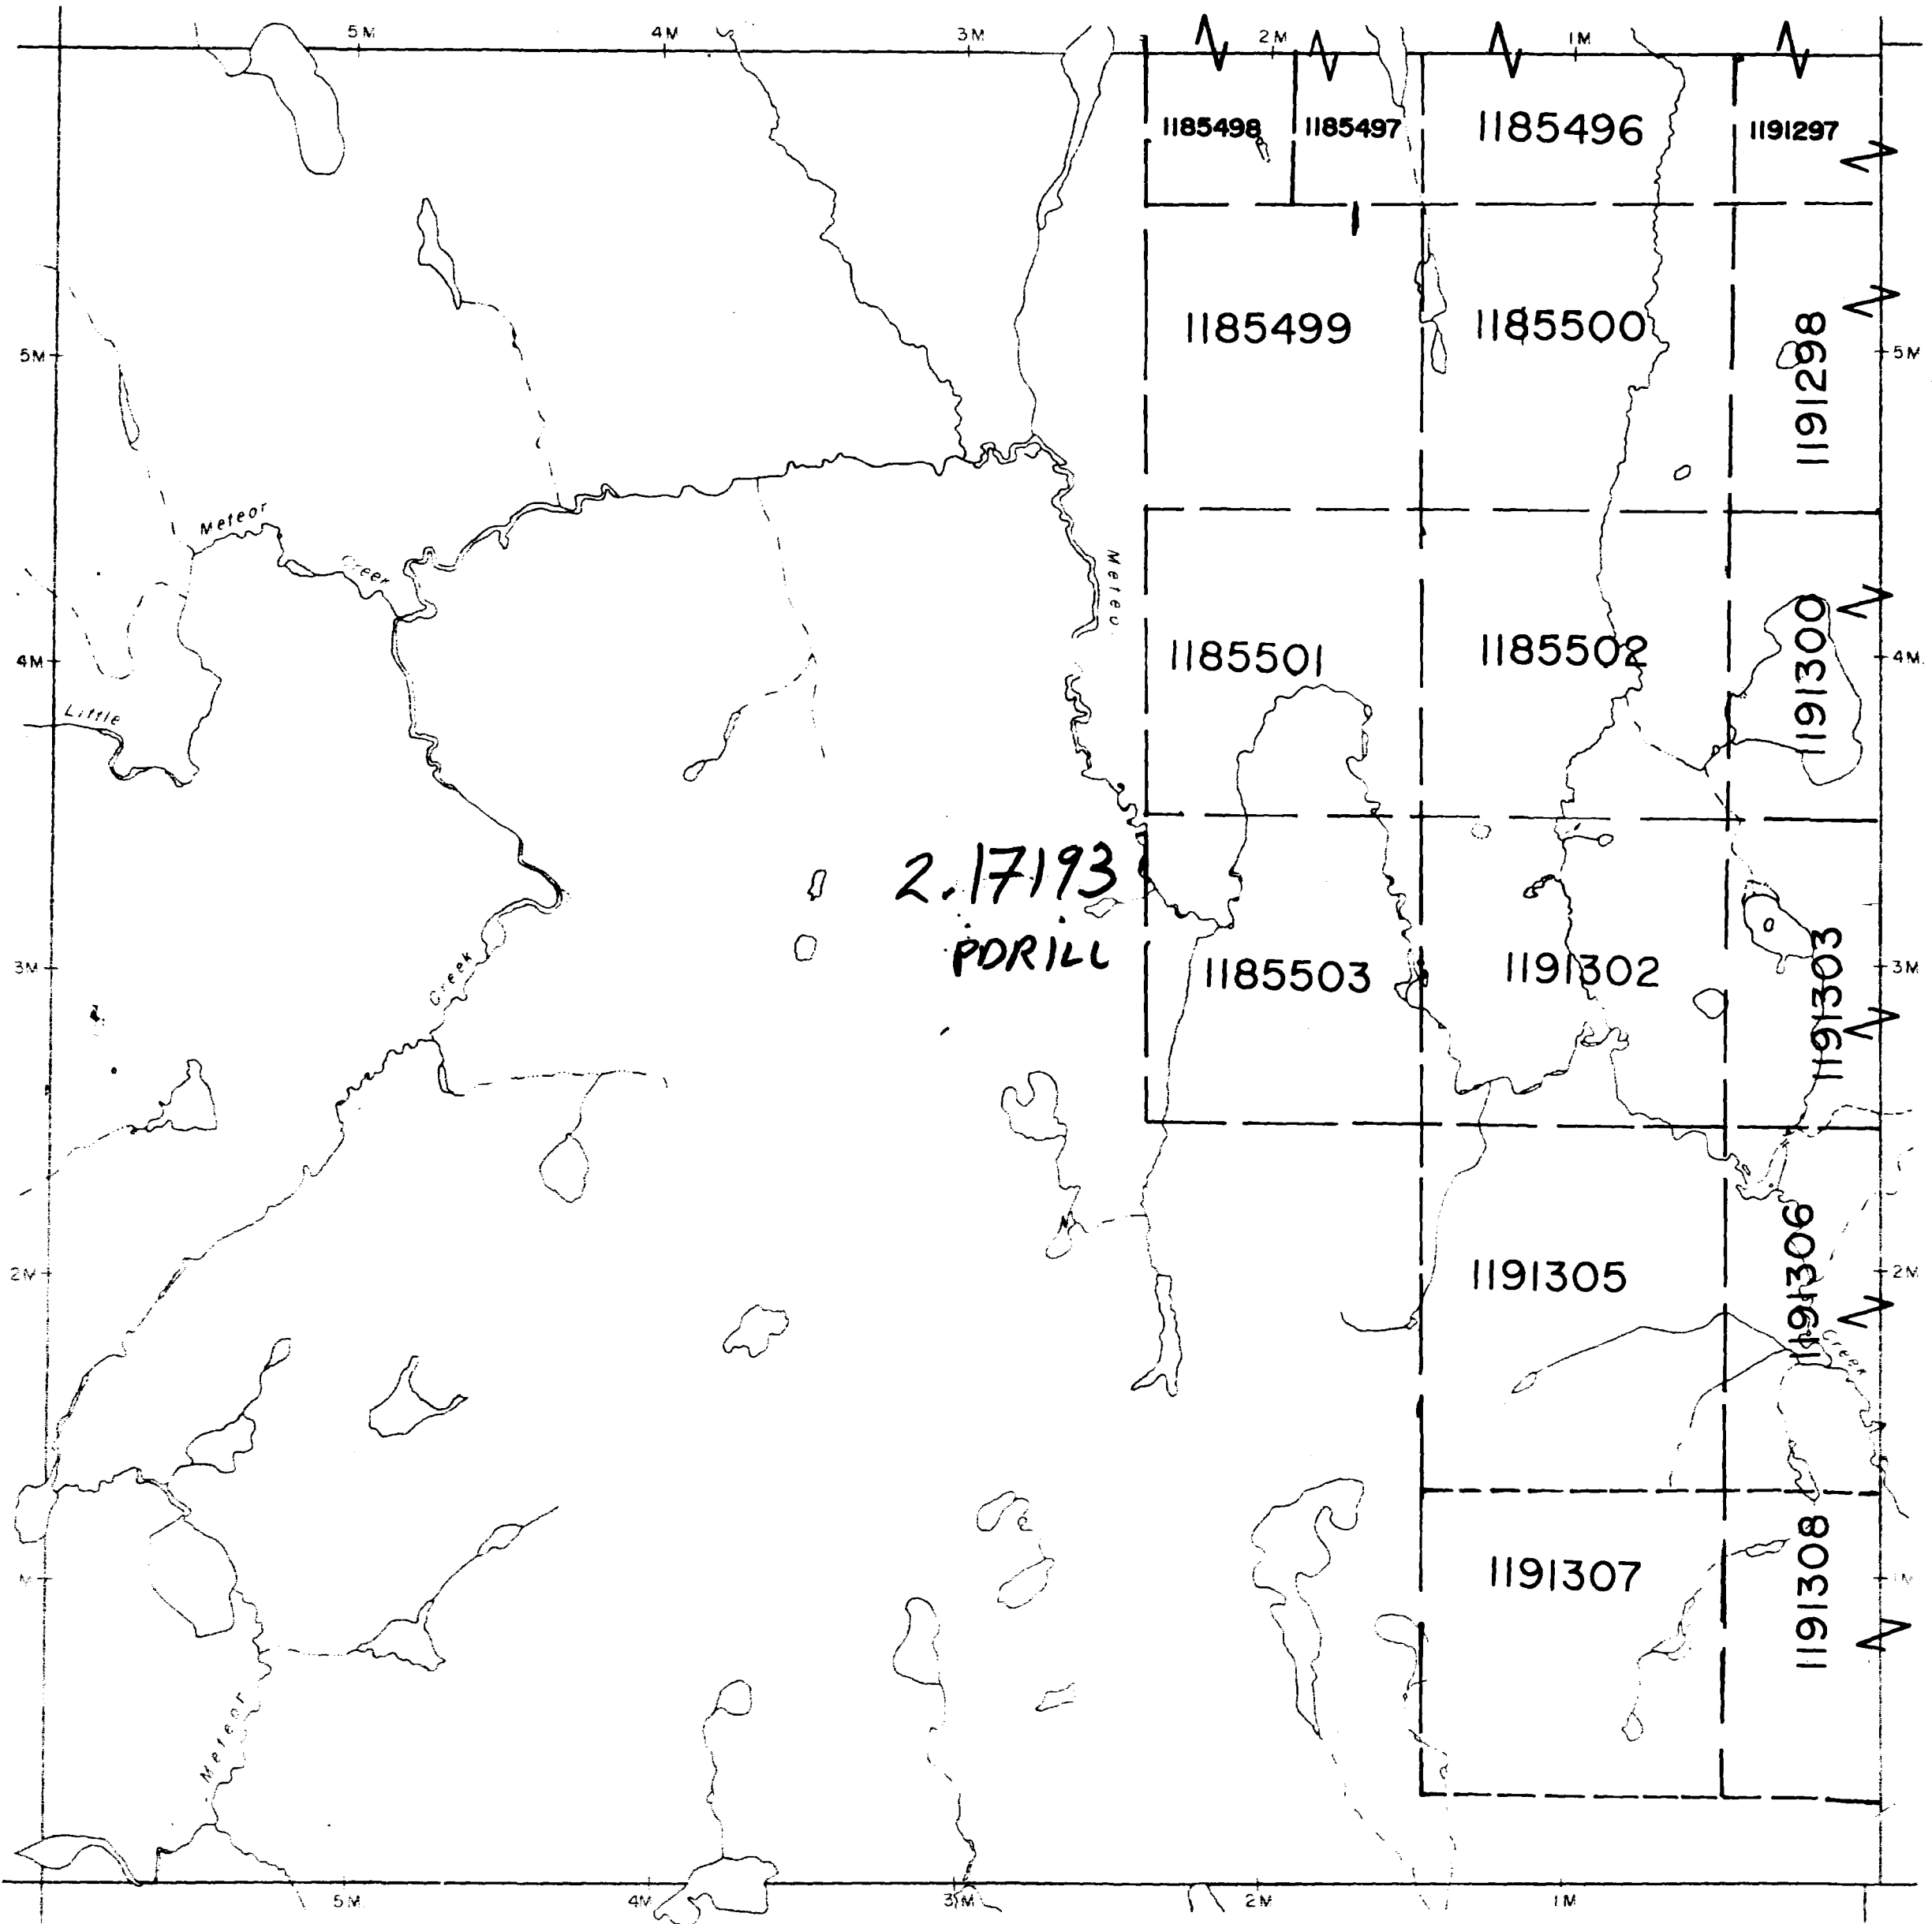 5M 4M 3M 2M 1M
1185498 1185497 1185496 1191297
1185499 1185500 1191298
5M 5M
Meteor
Creek
1185501 1185502 1191300
4M 4M
Little
2.17193
PDRILL
1185503 1191302 1191303
3M 3M
Creek
1191305 1191306
2M 2M
Creek
1191307 1191308
M 1M
Meteor
5M 4M 3M 2M 1M